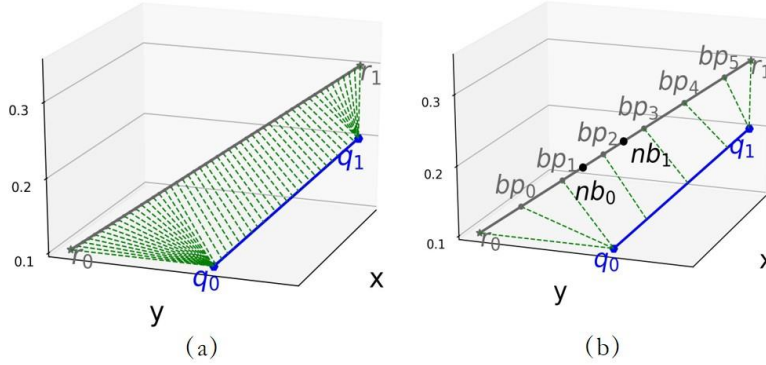 0.3
0.2
0.1
r₀
r₁
q₀
q₁
y
x
(a)
0.3
0.2
0.1
r₀
bp₀
bp₁
bp₂
bp₃
bp₄
bp₅
r₁
nb₀
nb₁
q₀
q₁
y
x
(b)